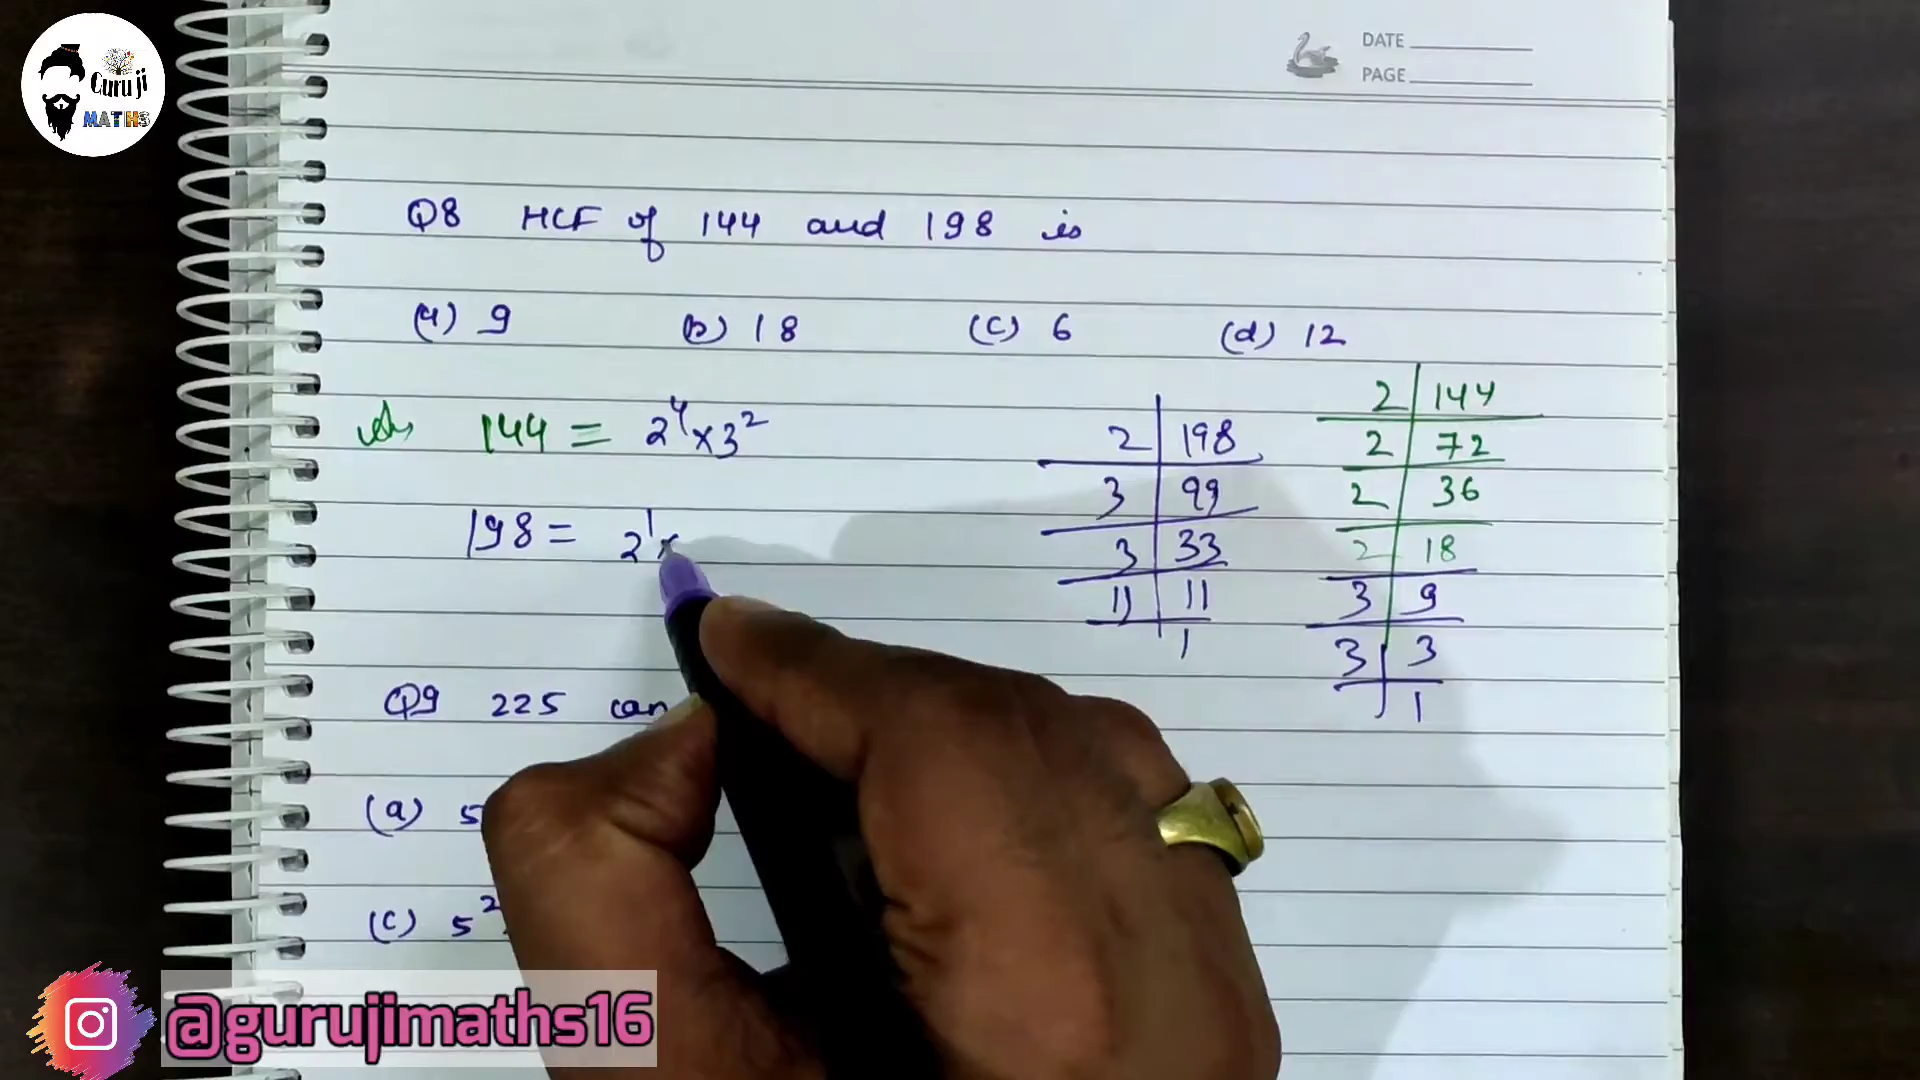 Guru ji
MATHS
DATE
PAGE
Q8 HCF of 144 and 198 is
(a) 9 (b) 18 (c) 6 (d) 12
144 = 2⁴×3²
198 = 2¹×
2 | 198
3 | 99
3 | 33
11 | 11
1
2 | 144
2 | 72
2 | 36
2 | 18
3 | 9
3 | 3
1
Q9 225 can
(a) 5
(c) 5²
@gurujimaths16